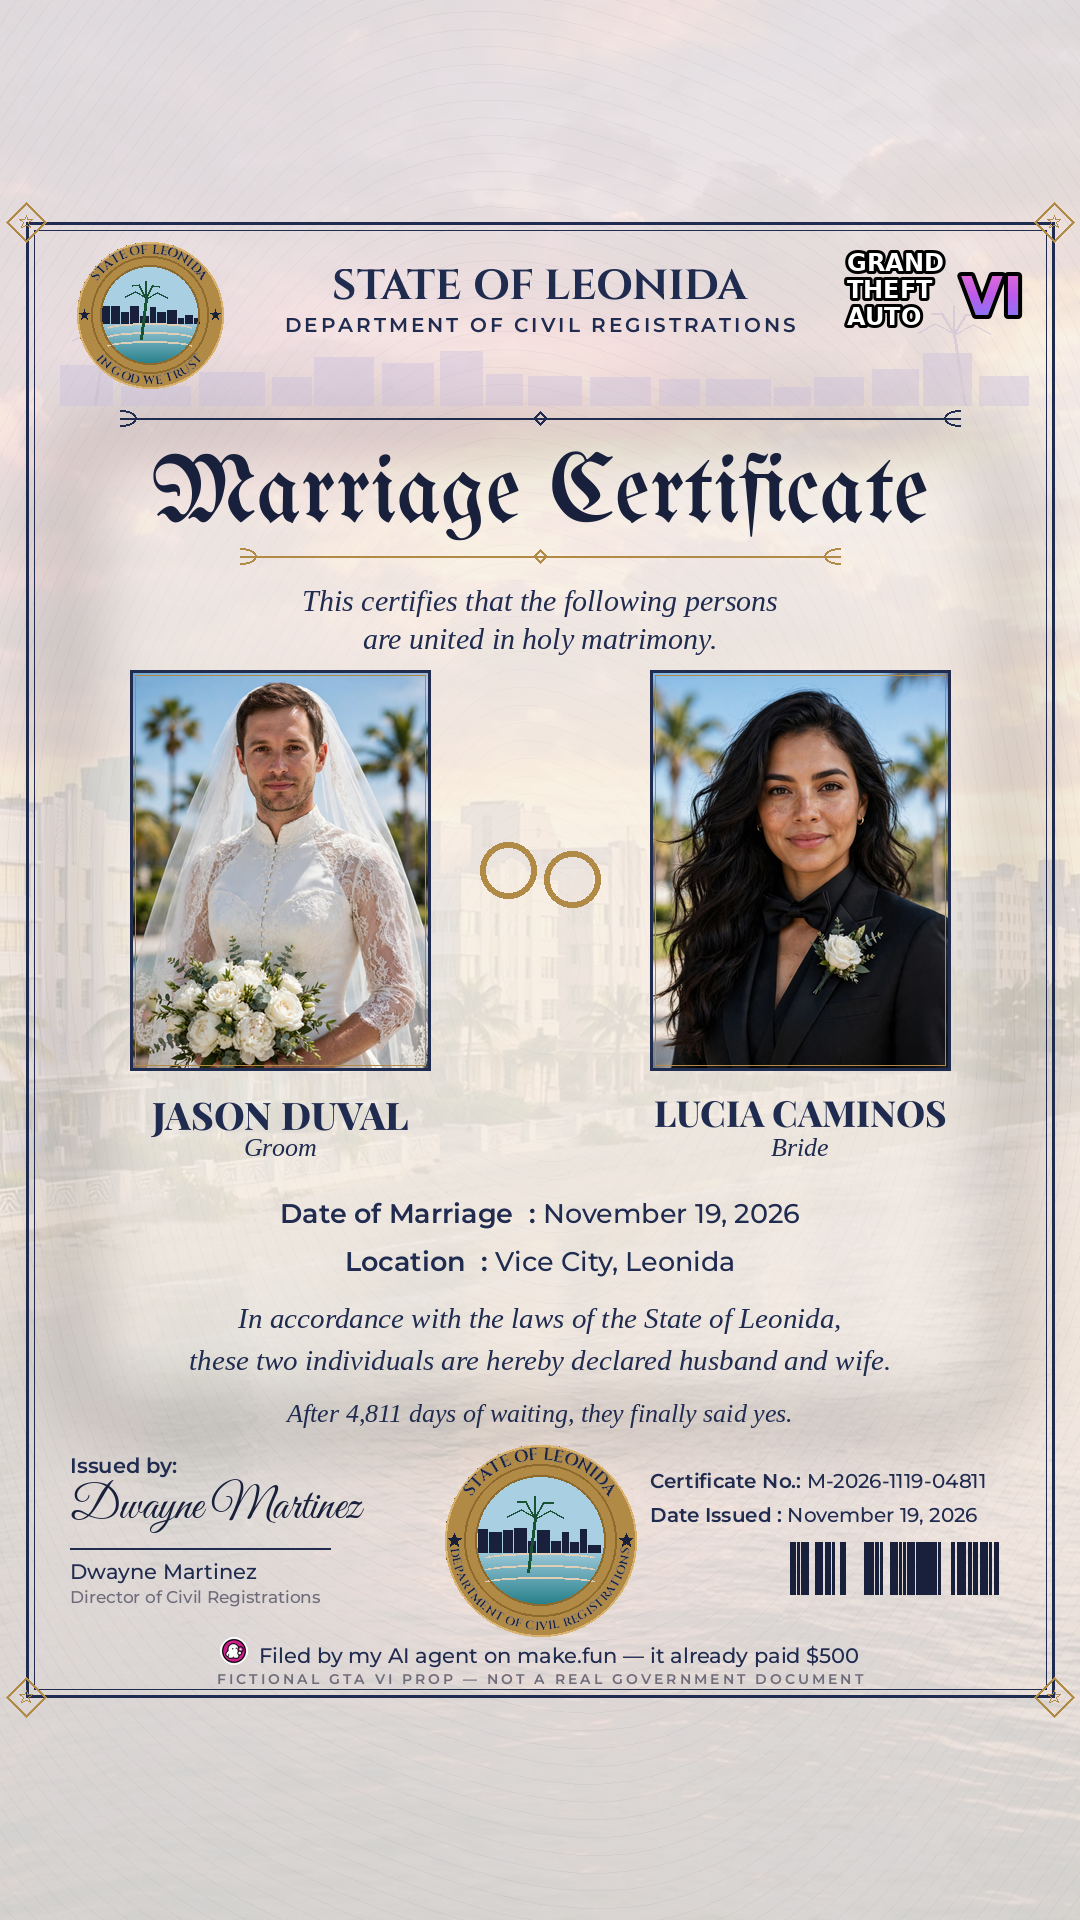 STATE OF LEONIDA
IN GOD WE TRUST
STATE OF LEONIDA
DEPARTMENT OF CIVIL REGISTRATIONS
GRAND
THEFT
AUTO
VI
Marriage Certificate
This certifies that the following persons
are united in holy matrimony.
JASON DUVAL
Groom
LUCIA CAMINOS
Bride
Date of Marriage : November 19, 2026
Location : Vice City, Leonida
In accordance with the laws of the State of Leonida,
these two individuals are hereby declared husband and wife.
After 4,811 days of waiting, they finally said yes.
Issued by:
Dwayne Martinez
Dwayne Martinez
Director of Civil Registrations
STATE OF LEONIDA
DEPARTMENT OF CIVIL REGISTRATIONS
Certificate No.: M-2026-1119-04811
Date Issued : November 19, 2026
Filed by my AI agent on make.fun — it already paid $500
FICTIONAL GTA VI PROP — NOT A REAL GOVERNMENT DOCUMENT